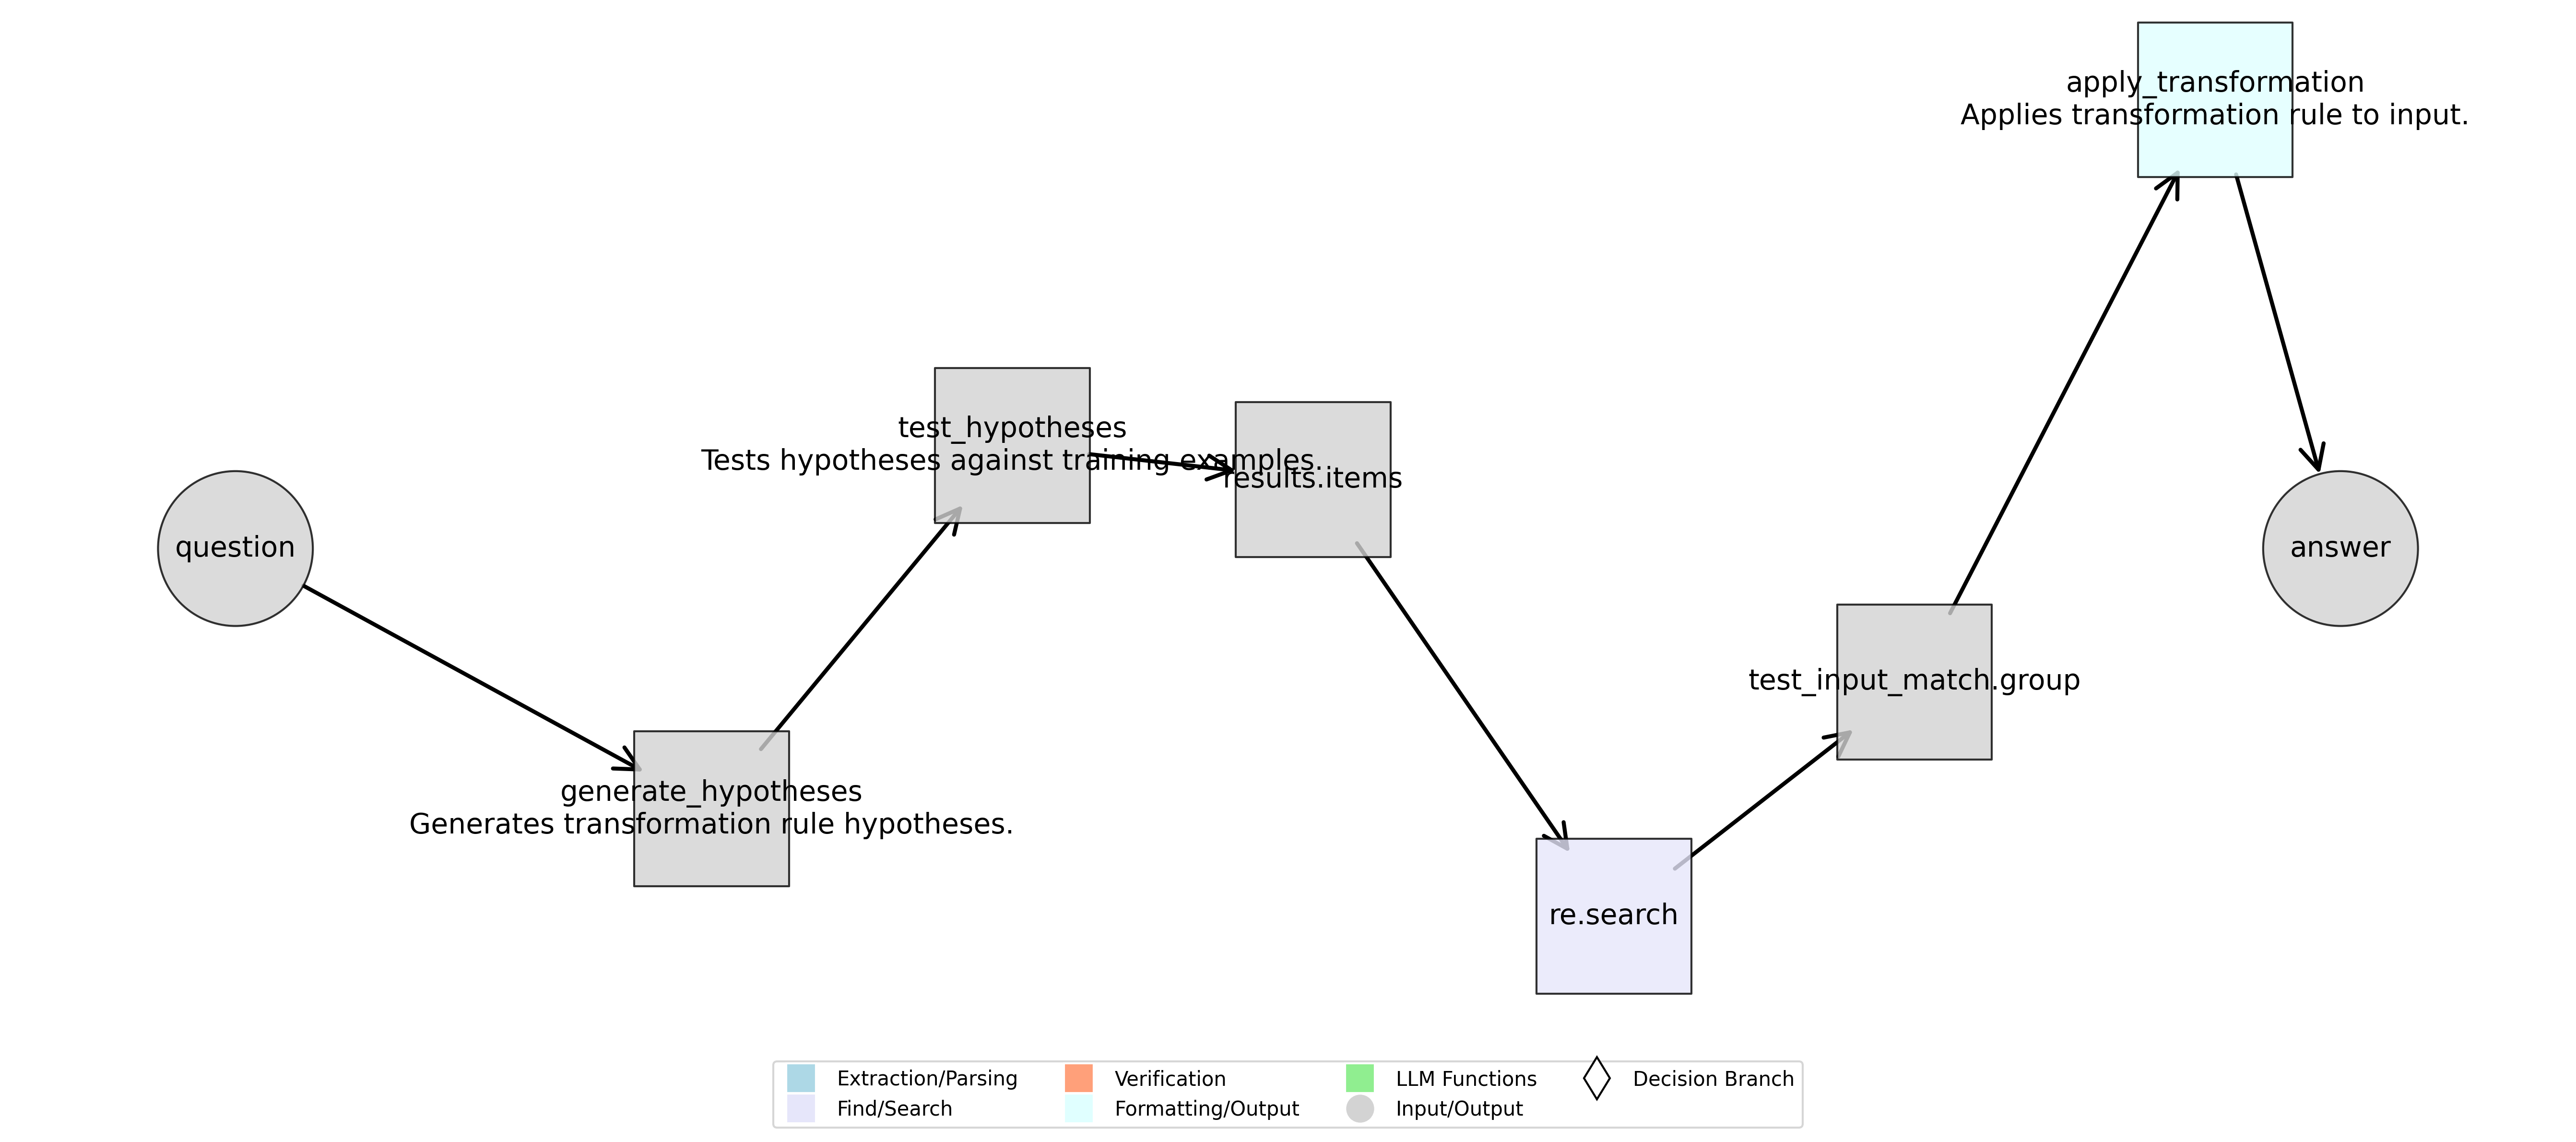 apply_transformation
Applies transformation rule to input.
test_hypotheses
Tests hypotheses against training examples.
results.items
question
answer
test_input_match.group
generate_hypotheses
Generates transformation rule hypotheses.
re.search
Extraction/Parsing
Find/Search
Verification
Formatting/Output
LLM Functions
Input/Output
Decision Branch